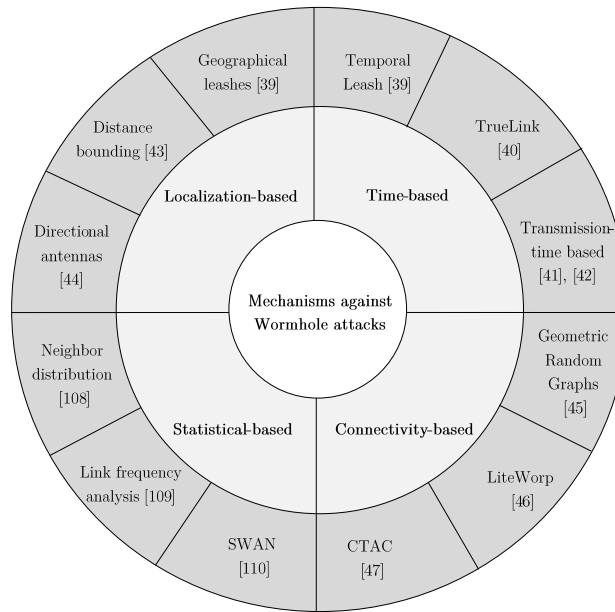 Geographical
leashes [39]
Temporal
Leash [39]
TrueLink
[40]
Transmission-
time based
[41], [42]
Geometric
Random
Graphs
[45]
LiteWorp
[46]
CTAC
[47]
SWAN
[110]
Link frequency
analysis [109]
Neighbor
distribution
[108]
Directional
antennas
[44]
Distance
bounding [43]
Localization-based
Time-based
Connectivity-based
Statistical-based
Mechanisms against
Wormhole attacks